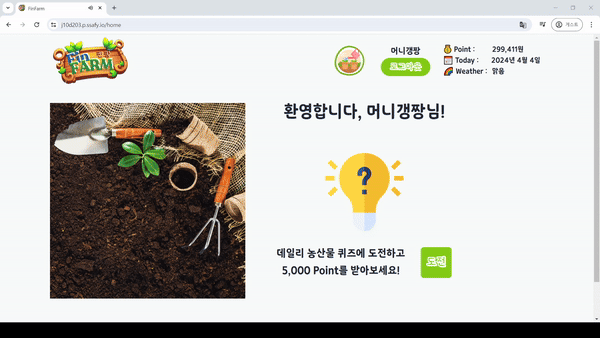 FinFarm
j10d203.p.ssafy.io/home
게스트
Fin
핀팜
FARM
머니갱짱
로그아웃
Point : 299,411원
Today : 2024년 4월 4일
Weather : 맑음
환영합니다, 머니갱짱님!
?
데일리 농산물 퀴즈에 도전하고
5,000 Point를 받아보세요!
도전